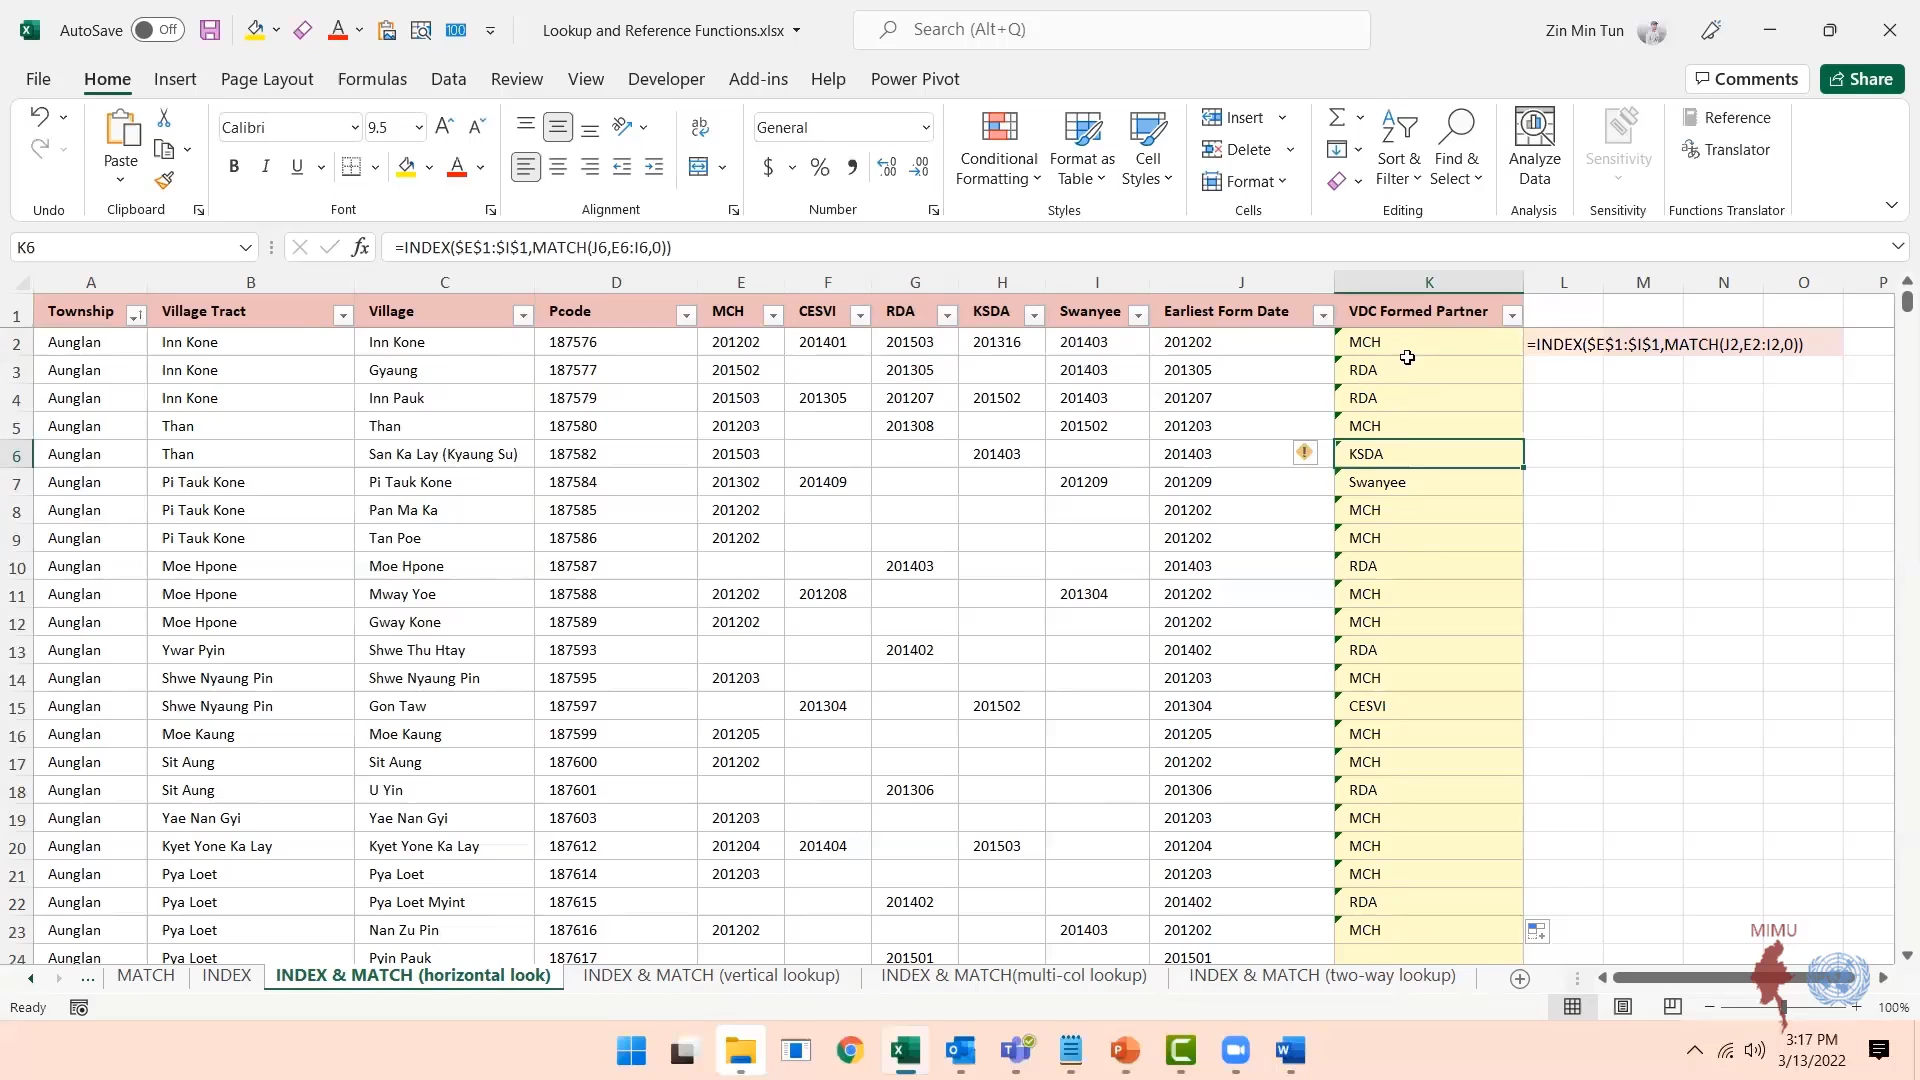 AutoSave Off Lookup and Reference Functions.xlsx Search (Alt+Q) Zin Min Tun
File Home Insert Page Layout Formulas Data Review View Developer Add-ins Help Power Pivot Comments Share
Paste Calibri 9.5 General Conditional Formatting Format as Table Cell Styles Insert Delete Format Sort & Filter Find & Select Analyze Data Sensitivity Reference Translator
Undo Clipboard Font Alignment Number Styles Cells Editing Analysis Sensitivity Functions Translator
K6 fx =INDEX($E$1:$I$1,MATCH(J6,E6:I6,0))
A B C D E F G H I J K L M N O P
1 Township Village Tract Village Pcode MCH CESVI RDA KSDA Swanyee Earliest Form Date VDC Formed Partner
2 Aunglan Inn Kone Inn Kone 187576 201202 201401 201503 201316 201403 201202 MCH =INDEX($E$1:$I$1,MATCH(J2,E2:I2,0))
3 Aunglan Inn Kone Gyaung 187577 201502 201305 201403 201305 RDA
4 Aunglan Inn Kone Inn Pauk 187579 201503 201305 201207 201502 201403 201207 RDA
5 Aunglan Than Than 187580 201203 201308 201502 201203 MCH
6 Aunglan Than San Ka Lay (Kyaung Su) 187582 201503 201403 201403 KSDA
7 Aunglan Pi Tauk Kone Pi Tauk Kone 187584 201302 201409 201209 201209 Swanyee
8 Aunglan Pi Tauk Kone Pan Ma Ka 187585 201202 201202 MCH
9 Aunglan Pi Tauk Kone Tan Poe 187586 201202 201202 MCH
10 Aunglan Moe Hpone Moe Hpone 187587 201403 201403 RDA
11 Aunglan Moe Hpone Mway Yoe 187588 201202 201208 201304 201202 MCH
12 Aunglan Moe Hpone Gway Kone 187589 201202 201202 MCH
13 Aunglan Ywar Pyin Shwe Thu Htay 187593 201402 201402 RDA
14 Aunglan Shwe Nyaung Pin Shwe Nyaung Pin 187595 201203 201203 MCH
15 Aunglan Shwe Nyaung Pin Gon Taw 187597 201304 201502 201304 CESVI
16 Aunglan Moe Kaung Moe Kaung 187599 201205 201205 MCH
17 Aunglan Sit Aung Sit Aung 187600 201202 201202 MCH
18 Aunglan Sit Aung U Yin 187601 201306 201306 RDA
19 Aunglan Yae Nan Gyi Yae Nan Gyi 187603 201203 201203 MCH
20 Aunglan Kyet Yone Ka Lay Kyet Yone Ka Lay 187612 201204 201404 201503 201204 MCH
21 Aunglan Pya Loet Pya Loet 187614 201203 201203 MCH
22 Aunglan Pya Loet Pya Loet Myint 187615 201402 201402 RDA
23 Aunglan Pya Loet Nan Zu Pin 187616 201202 201403 201202 MCH
24 Aunglan Pya Loet Pyin Pauk 187617 201501 201501
MIMU
... MATCH INDEX INDEX & MATCH (horizontal look) INDEX & MATCH (vertical lookup) INDEX & MATCH(multi-col lookup) INDEX & MATCH (two-way lookup)
Ready 100%
3:17 PM
3/13/2022